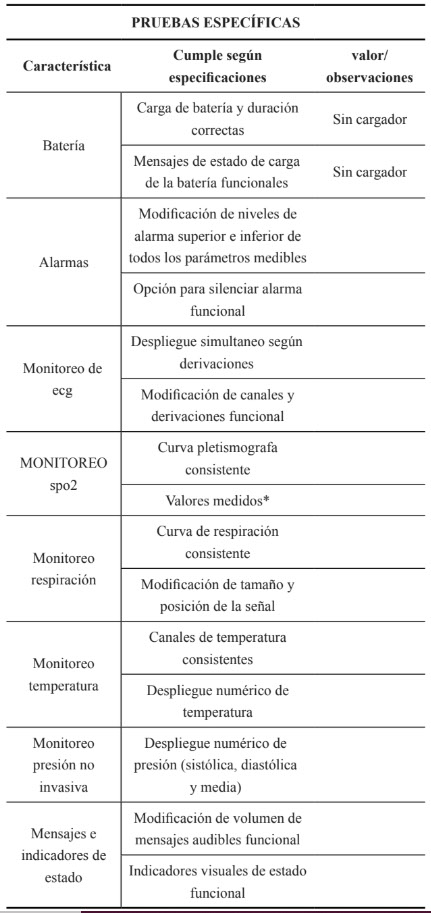 PRUEBAS ESPECÍFICAS
Característica
Cumple según
especificaciones
valor/
observaciones
Batería
Carga de batería y duración
correctas
Sin cargador
Mensajes de estado de carga
de la batería funcionales
Sin cargador
Alarmas
Modificación de niveles de
alarma superior e inferior de
todos los parámetros medibles
Opción para silenciar alarma
funcional
Monitoreo de
ecg
Despliegue simultaneo según
derivaciones
Modificación de canales y
derivaciones funcional
MONITOREO
spo2
Curva pletismografa
consistente
Valores medidos*
Monitoreo
respiración
Curva de respiración
consistente
Modificación de tamaño y
posición de la señal
Monitoreo
temperatura
Canales de temperatura
consistentes
Despliegue numérico de
temperatura
Monitoreo
presión no
invasiva
Despliegue numérico de
presión (sistólica, diastólica
y media)
Mensajes e
indicadores de
estado
Modificación de volumen de
mensajes audibles funcional
Indicadores visuales de estado
funcional